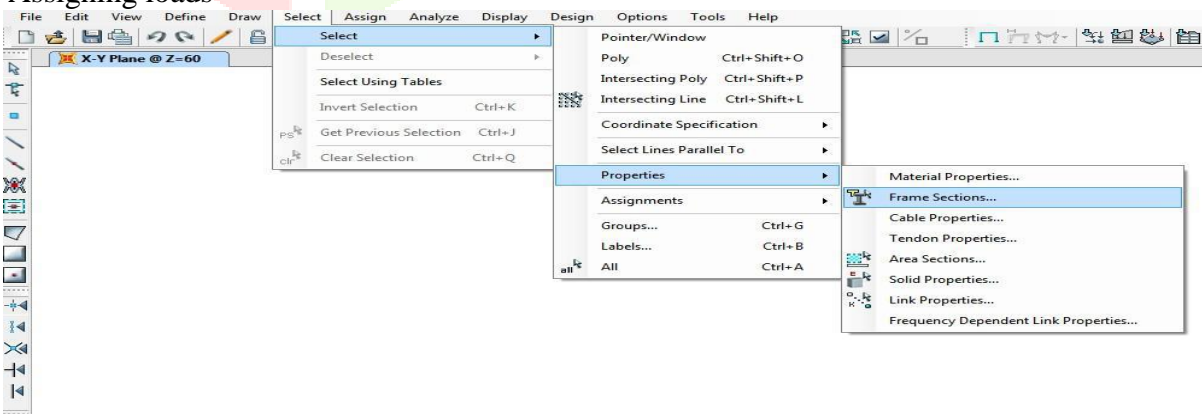 Assigning loads
File Edit View Define Draw Select Assign Analyze Display Design Options Tools Help
X-Y Plane @ Z=60
Select
Deselect
Select Using Tables
Invert Selection Ctrl+K
PS Get Previous Selection Ctrl+J
clr Clear Selection Ctrl+Q
Pointer/Window
Poly Ctrl+Shift+O
Intersecting Poly Ctrl+Shift+P
Intersecting Line Ctrl+Shift+L
Coordinate Specification
Select Lines Parallel To
Properties
Assignments
Groups... Ctrl+G
Labels... Ctrl+B
all All Ctrl+A
Material Properties...
Frame Sections...
Cable Properties...
Tendon Properties...
Area Sections...
Solid Properties...
Link Properties...
Frequency Dependent Link Properties...